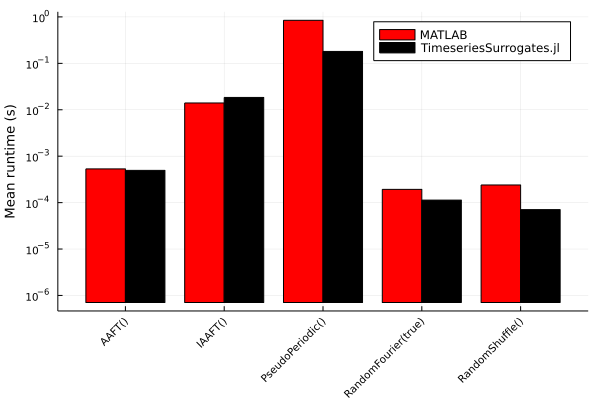 MATLAB
TimeseriesSurrogates.jl
Mean runtime (s)
10⁰
10⁻¹
10⁻²
10⁻³
10⁻⁴
10⁻⁵
10⁻⁶
AAFT()
IAAFT()
PseudoPeriodic()
RandomFourier(true)
RandomShuffle()